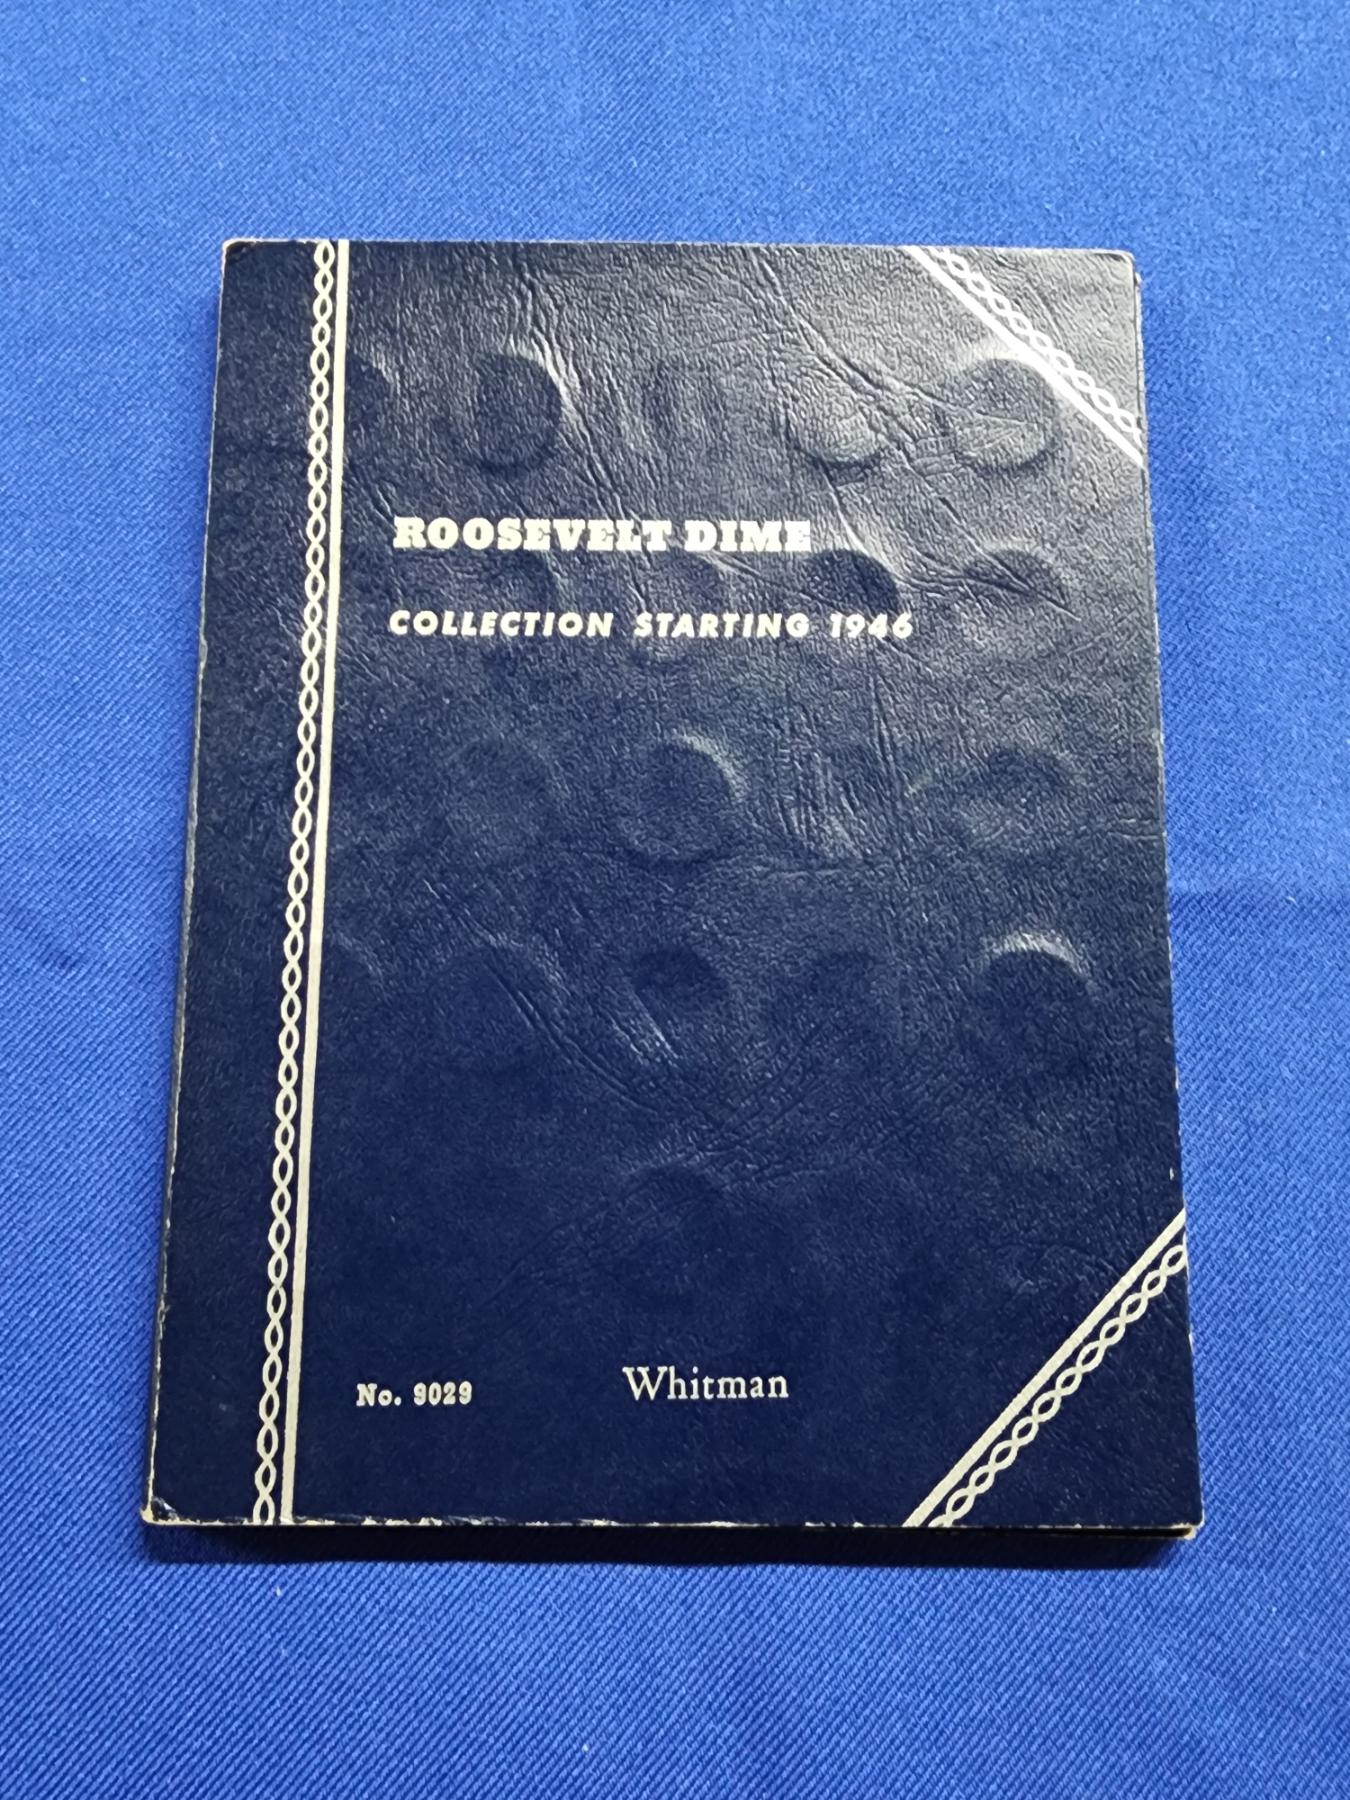 ROOSEVELT DIME
COLLECTION STARTING 1946
No. 9029
Whitman